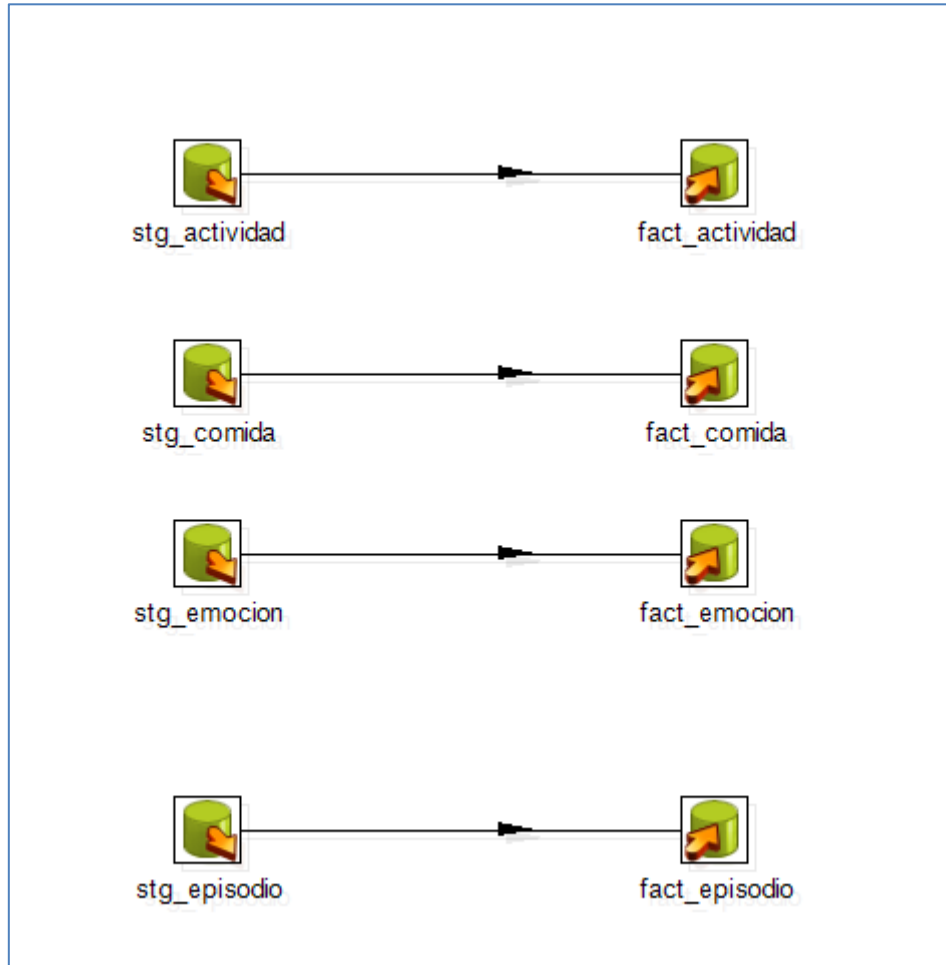 stg_actividad fact_actividad
stg_comida fact_comida
stg_emocion fact_emocion
stg_episodio fact_episodio